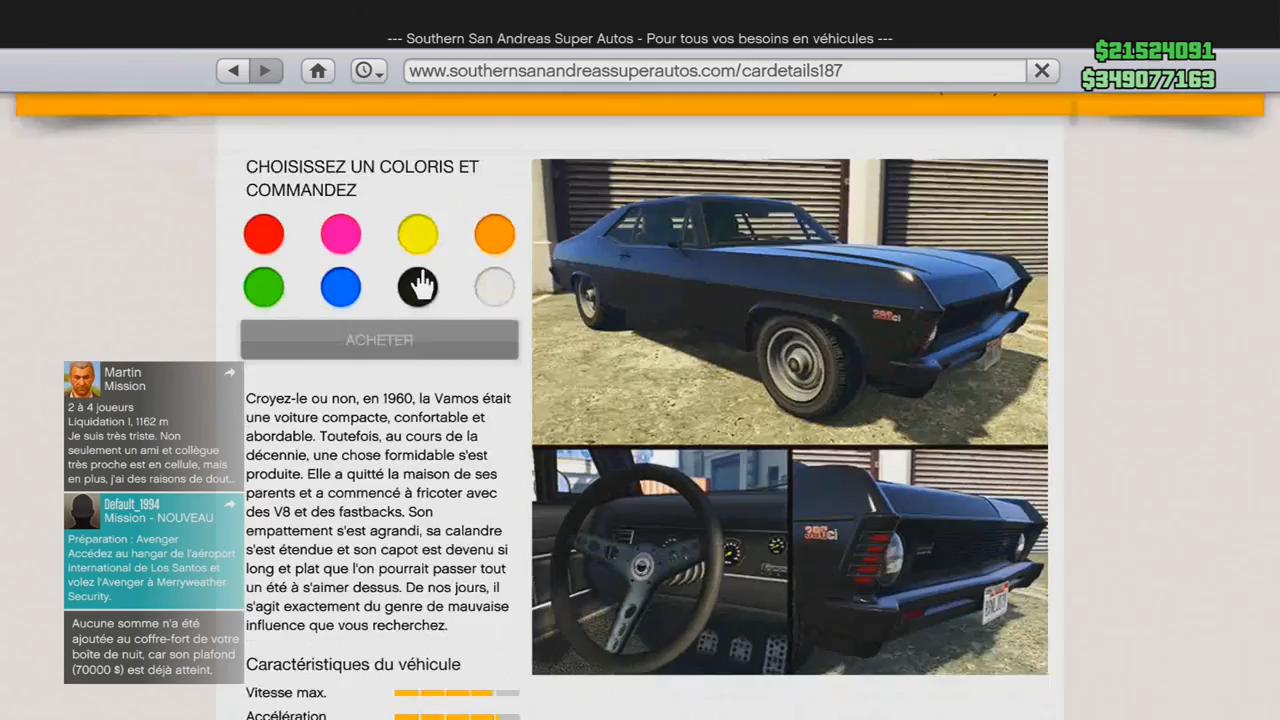 --- Southern San Andreas Super Autos - Pour tous vos besoins en véhicules ---
$21524091
www.southernsanandreassuperautos.com/cardetails187
$349077163
CHOISISSEZ UN COLORIS ET
COMMANDEZ
ACHETER
Croyez-le ou non, en 1960, la Vamos était
une voiture compacte, confortable et
abordable. Toutefois, au cours de la
décennie, une chose formidable s'est
produite. Elle a quitté la maison de ses
parents et a commencé à fricoter avec
des V8 et des fastbacks. Son
empattement s'est agrandi, sa calandre
s'est étendue et son capot est devenu si
long et plat que l'on pourrait passer tout
un été à s'aimer dessus. De nos jours, il
s'agit exactement du genre de mauvaise
influence que vous recherchez.
Caractéristiques du véhicule
Vitesse max.
Accélération
Martin
Mission
2 à 4 joueurs
Liquidation I, 1162 m
Je suis très triste. Non
seulement un ami et collègue
très proche est en cellule, mais
en plus, j'ai des raisons de dout...
Default_1994
Mission - NOUVEAU
Préparation : Avenger
Accédez au hangar de l'aéroport
international de Los Santos et
volez l'Avenger à Merryweather
Security.
Aucune somme n'a été
ajoutée au coffre-fort de votre
boîte de nuit, car son plafond
(70000 $) est déjà atteint.